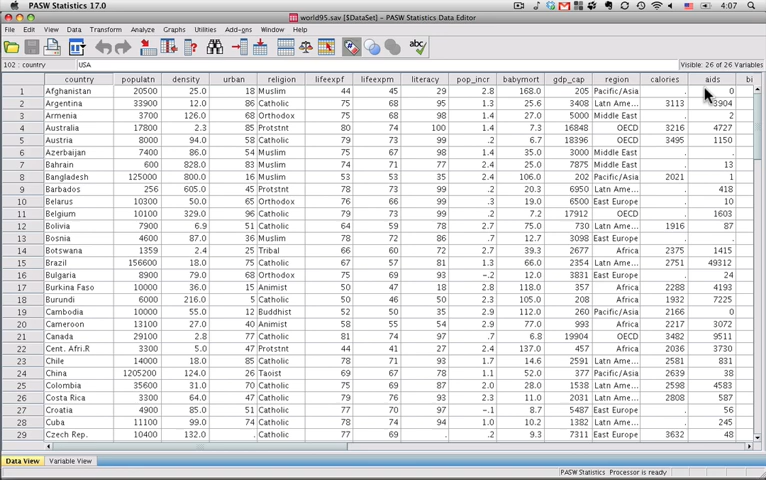 PASW Statistics 17.0 4:07
world95.sav [$DataSet] - PASW Statistics Data Editor
File Edit View Data Transform Analyze Graphs Utilities Add-ons Window Help
102 : country USA Visible: 26 of 26 Variables
country populatn density urban religion lifeexpf lifeexpm literacy pop_incr babymort gdp_cap region calories aids bi
1 Afghanistan 20500 25.0 18 Muslim 44 45 29 2.8 168.0 205 Pacific/Asia . 0
2 Argentina 33900 12.0 86 Catholic 75 68 95 1.3 25.6 3408 Latn Ame... 3113 3904
3 Armenia 3700 126.0 68 Orthodox 75 68 98 1.4 27.0 5000 Middle East . 2
4 Australia 17800 2.3 85 Protstnt 80 74 100 1.4 7.3 16848 OECD 3216 4727
5 Austria 8000 94.0 58 Catholic 79 73 99 .2 6.7 18396 OECD 3495 1150
6 Azerbaijan 7400 86.0 54 Muslim 75 67 98 1.4 35.0 3000 Middle East . .
7 Bahrain 600 828.0 83 Muslim 74 71 77 2.4 25.0 7875 Middle East . 13
8 Bangladesh 125000 800.0 16 Muslim 53 53 35 2.4 106.0 202 Pacific/Asia 2021 1
9 Barbados 256 605.0 45 Protstnt 78 73 99 .2 20.3 6950 Latn Ame... . 418
10 Belarus 10300 50.0 65 Orthodox 76 66 99 .3 19.0 6500 East Europe . 10
11 Belgium 10100 329.0 96 Catholic 79 73 99 .2 7.2 17912 OECD . 1603
12 Bolivia 7900 6.9 51 Catholic 64 59 78 2.7 75.0 730 Latn Ame... 1916 87
13 Bosnia 4600 87.0 36 Muslim 78 72 86 .7 12.7 3098 East Europe . .
14 Botswana 1359 2.4 25 Tribal 66 60 72 2.7 39.3 2677 Africa 2375 1415
15 Brazil 156600 18.0 75 Catholic 67 57 81 1.3 66.0 2354 Latn Ame... 2751 49312
16 Bulgaria 8900 79.0 68 Orthodox 75 69 93 -.2 12.0 3831 East Europe . 24
17 Burkina Faso 10000 36.0 15 Animist 50 47 18 2.8 118.0 357 Africa 2288 4193
18 Burundi 6000 216.0 5 Catholic 50 46 50 2.3 105.0 208 Africa 1932 7225
19 Cambodia 10000 55.0 12 Buddhist 52 50 35 2.9 112.0 260 Pacific/Asia 2166 0
20 Cameroon 13100 27.0 40 Animist 58 55 54 2.9 77.0 993 Africa 2217 3072
21 Canada 29100 2.8 77 Catholic 81 74 97 .7 6.8 19904 OECD 3482 9511
22 Cent. Afri.R 3300 5.0 47 Protstnt 44 41 27 2.4 137.0 457 Africa 2036 3730
23 Chile 14000 18.0 85 Catholic 78 71 93 1.7 14.6 2591 Latn Ame... 2581 831
24 China 1205200 124.0 26 Taoist 69 67 78 1.1 52.0 377 Pacific/Asia 2639 38
25 Colombia 35600 31.0 70 Catholic 75 69 87 2.0 28.0 1538 Latn Ame... 2598 4583
26 Costa Rica 3300 64.0 47 Catholic 79 76 93 2.3 11.0 2031 Latn Ame... 2808 587
27 Croatia 4900 85.0 51 Catholic 77 70 97 -.1 8.7 5487 East Europe . 56
28 Cuba 11100 99.0 74 Catholic 78 74 94 1.0 10.2 1382 Latn Ame... . 245
29 Czech Rep. 10400 132.0 . Catholic 77 69 . .2 9.3 7311 East Europe 3632 48
Data View Variable View
PASW Statistics Processor is ready